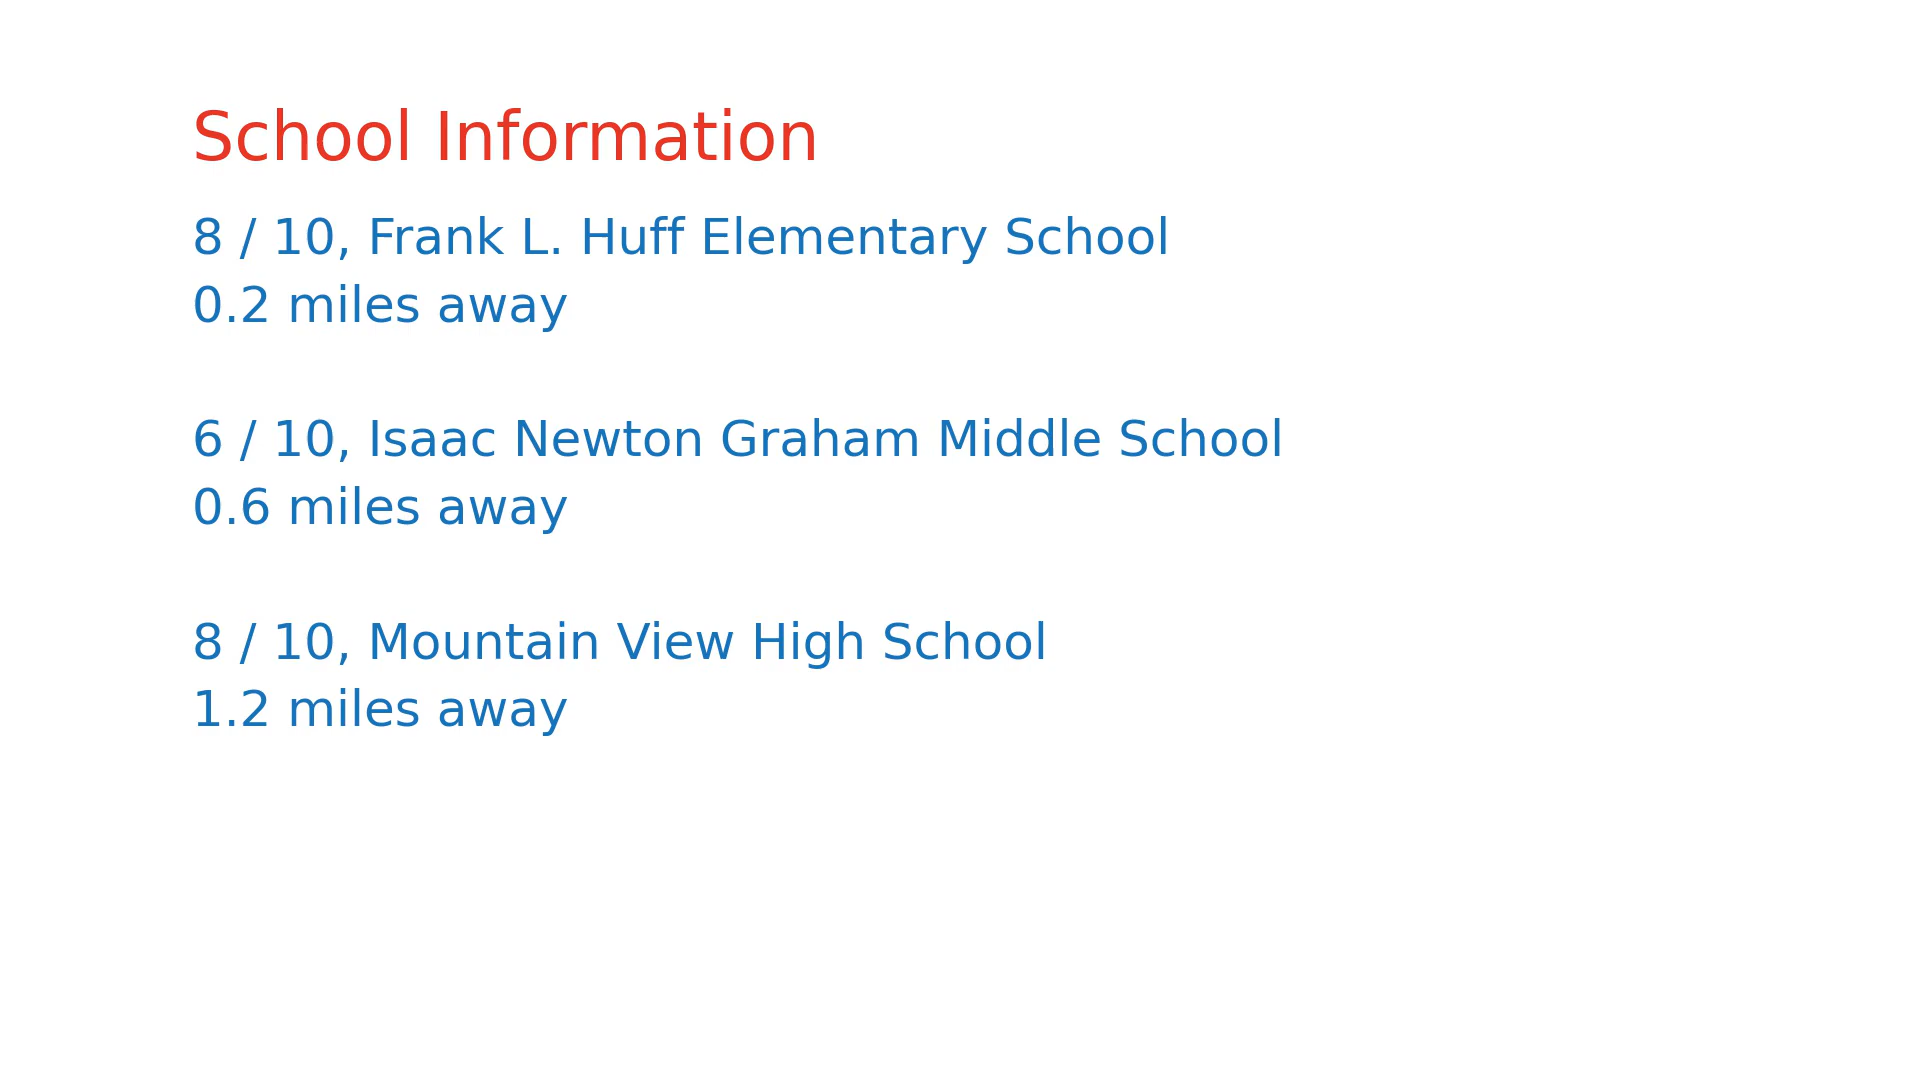 School Information
8 / 10, Frank L. Huff Elementary School
0.2 miles away
6 / 10, Isaac Newton Graham Middle School
0.6 miles away
8 / 10, Mountain View High School
1.2 miles away